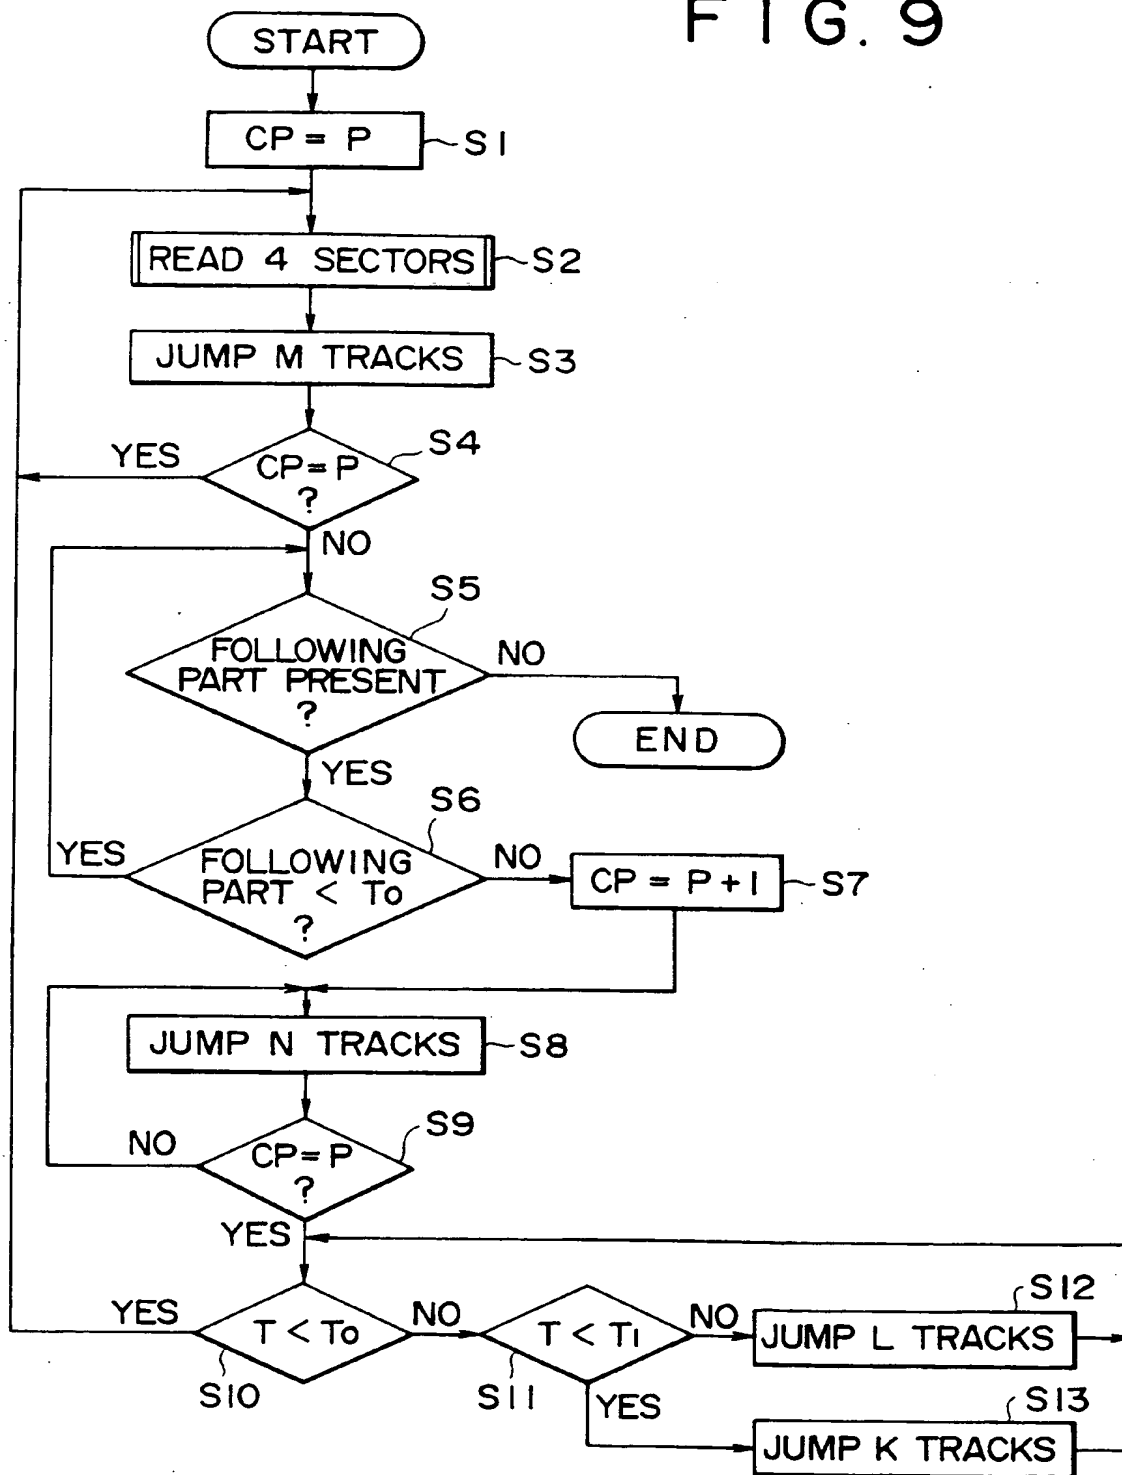 FIG. 9
START
CP = P
S1
READ 4 SECTORS
S2
JUMP M TRACKS
S3
S4
YES
CP = P
?
NO
S5
FOLLOWING
PART PRESENT
?
NO
END
YES
S6
YES
FOLLOWING
PART < To
?
NO
CP = P + 1
S7
JUMP N TRACKS
S8
S9
NO
CP = P
?
YES
S12
YES
T < To
NO
T < T1
NO
JUMP L TRACKS
S10
S11
YES
S13
JUMP K TRACKS